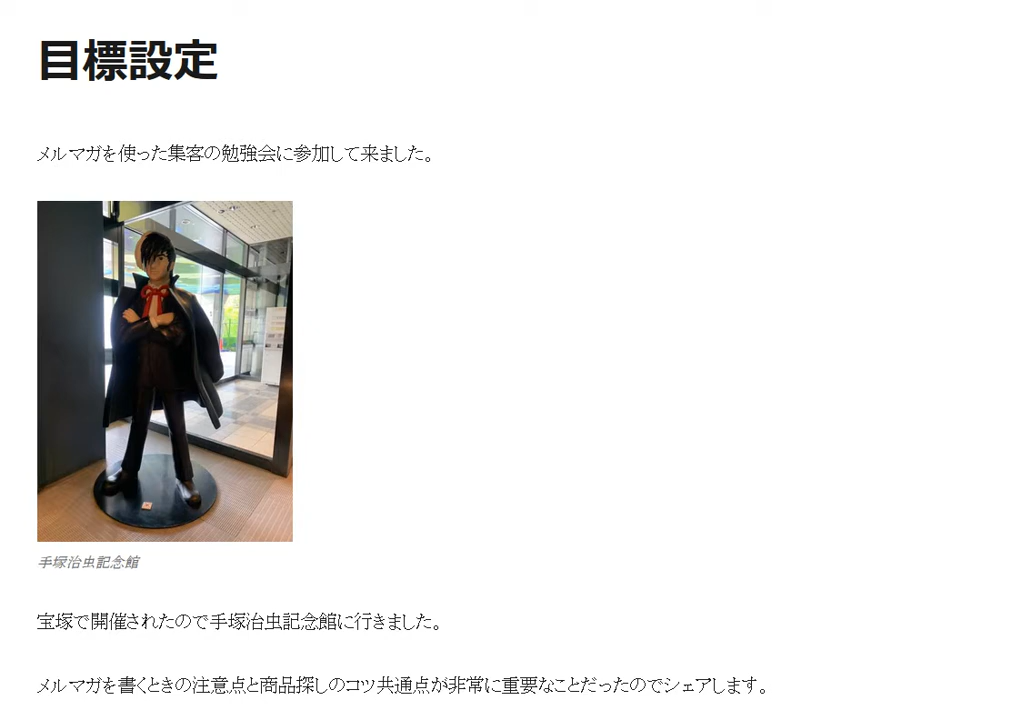 目標設定
メルマガを使った集客の勉強会に参加して来ました。
手塚治虫記念館
宝塚で開催されたので手塚治虫記念館に行きました。
メルマガを書くときの注意点と商品探しのコツ共通点が非常に重要なことだったのでシェアします。